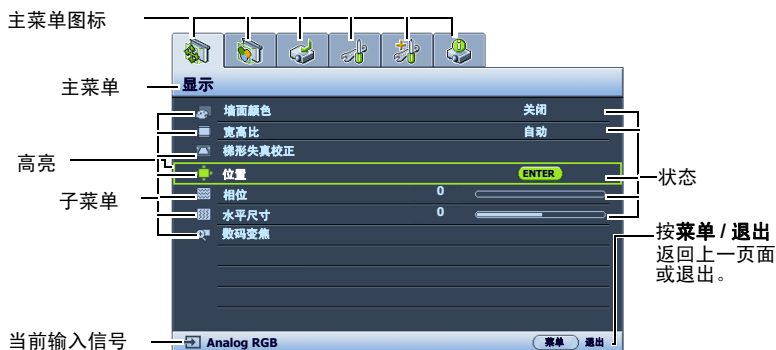 主菜单图标
主菜单
显示
墙面颜色 关闭
宽高比 自动
梯形失真校正
高亮
位置 ENTER
状态
子菜单
相位 0
水平尺寸 0
数码变焦
按菜单 / 退出
返回上一页面
或退出。
当前输入信号
Analog RGB
菜单 退出